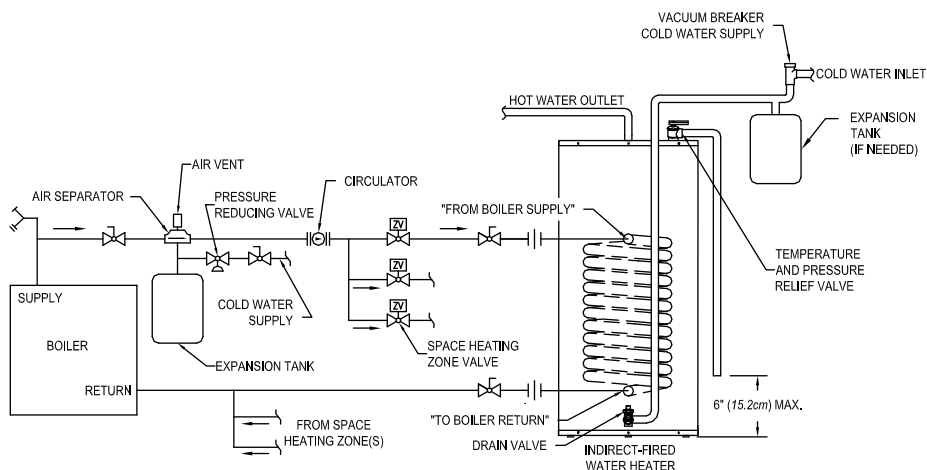 VACUUM BREAKER
COLD WATER SUPPLY
COLD WATER INLET
HOT WATER OUTLET
EXPANSION
TANK
(IF NEEDED)
AIR VENT
AIR SEPARATOR
PRESSURE
REDUCING VALVE
CIRCULATOR
"FROM BOILER SUPPLY"
ZV
ZV
ZV
TEMPERATURE
AND PRESSURE
RELIEF VALVE
SUPPLY
BOILER
RETURN
COLD WATER
SUPPLY
EXPANSION TANK
SPACE HEATING
ZONE VALVE
6" (15.2cm) MAX.
"TO BOILER RETURN"
DRAIN VALVE
FROM SPACE
HEATING ZONE(S)
INDIRECT-FIRED
WATER HEATER